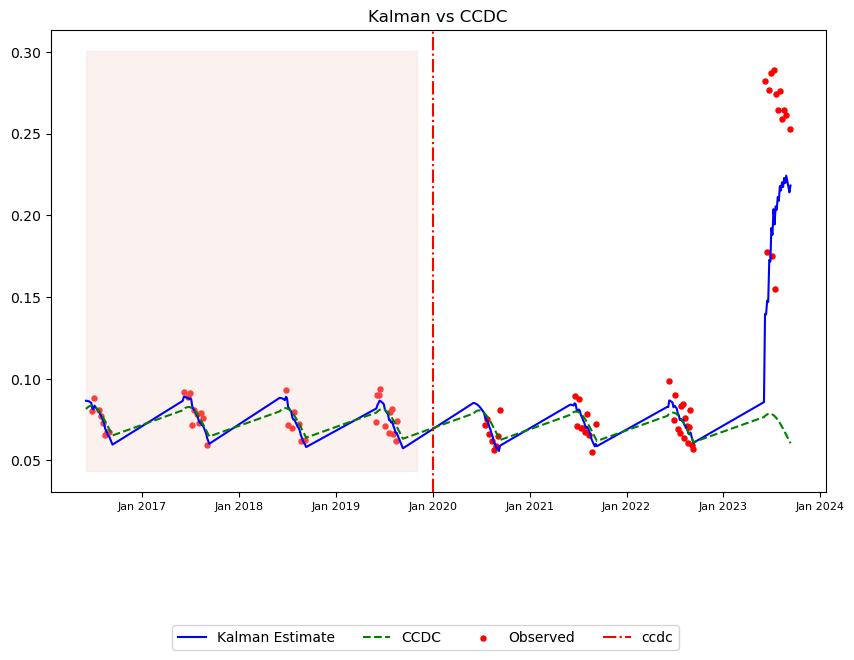 Kalman vs CCDC
0.30
0.25
0.20
0.15
0.10
0.05
Jan 2017 Jan 2018 Jan 2019 Jan 2020 Jan 2021 Jan 2022 Jan 2023 Jan 2024
Kalman Estimate CCDC Observed ccdc